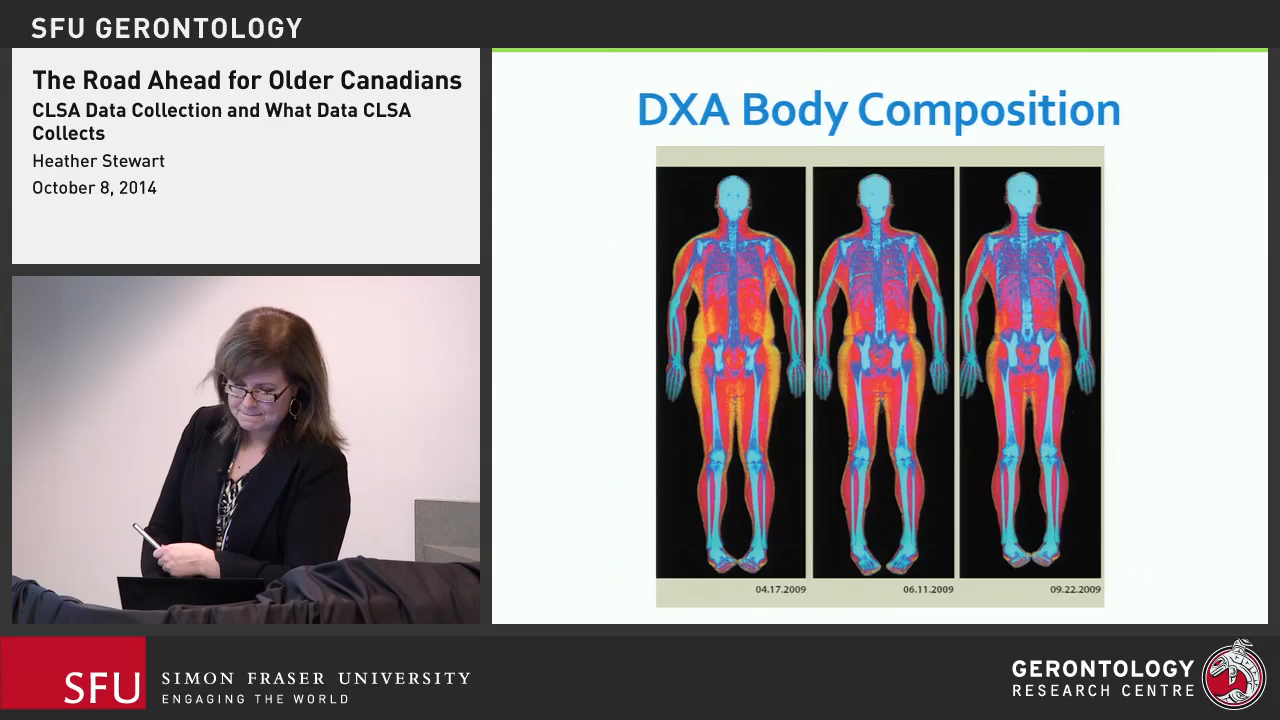 SFU GERONTOLOGY
The Road Ahead for Older Canadians
CLSA Data Collection and What Data CLSA
Collects
Heather Stewart
October 8, 2014
DXA Body Composition
04.17.2009
06.11.2009
09.22.2009
SFU
SIMON FRASER UNIVERSITY
ENGAGING THE WORLD
GERONTOLOGY
RESEARCH CENTRE